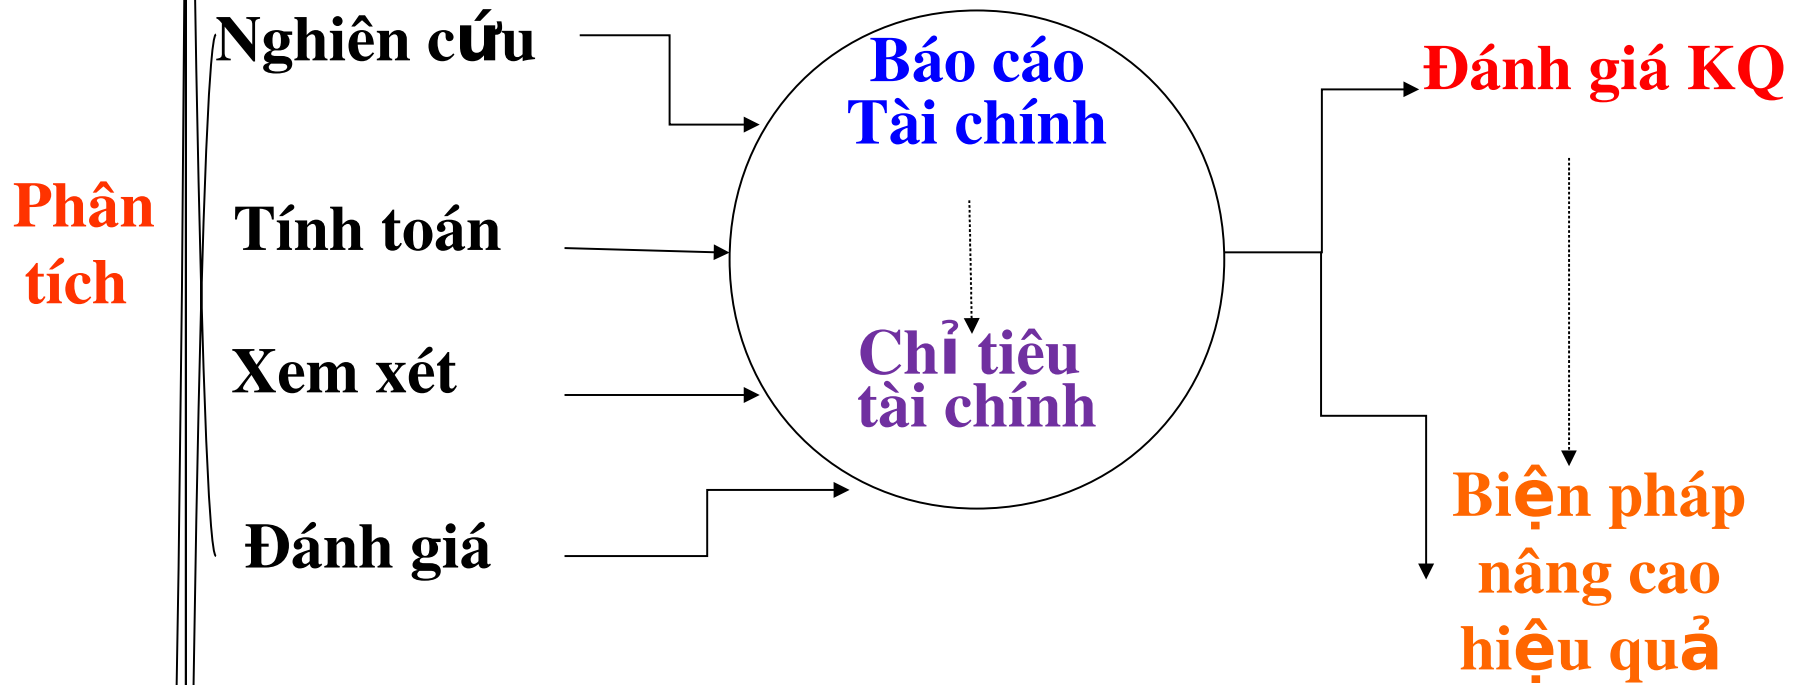 Phân
tích
Nghiên cứu
Tính toán
Xem xét
Đánh giá
Báo cáo
Tài chính
Chỉ tiêu
tài chính
Đánh giá KQ
Biện pháp
nâng cao
hiệu quả